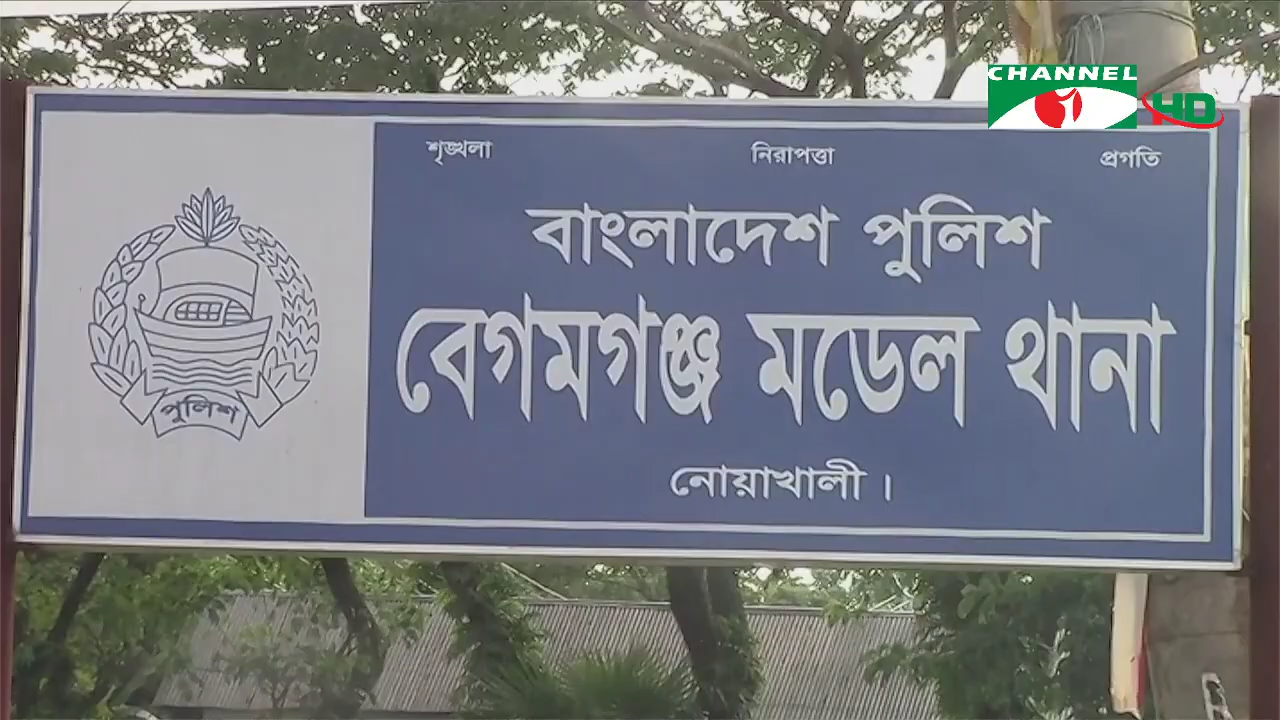 CHANNEL i HD
শৃঙ্খলা নিরাপত্তা প্রগতি
বাংলাদেশ পুলিশ
বেগমগঞ্জ মডেল থানা
নোয়াখালী ।
পুলিশ